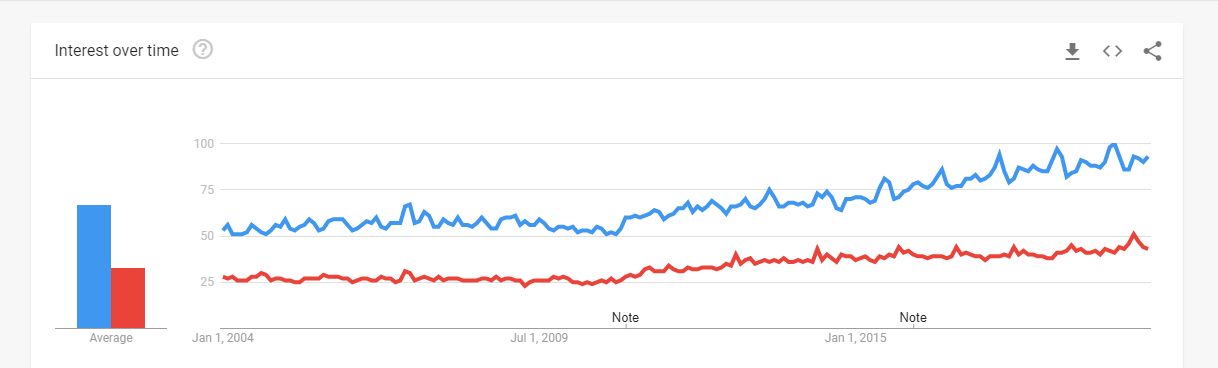 Interest over time ?
100
75
50
25
Note Note
Average Jan 1, 2004 Jul 1, 2009 Jan 1, 2015